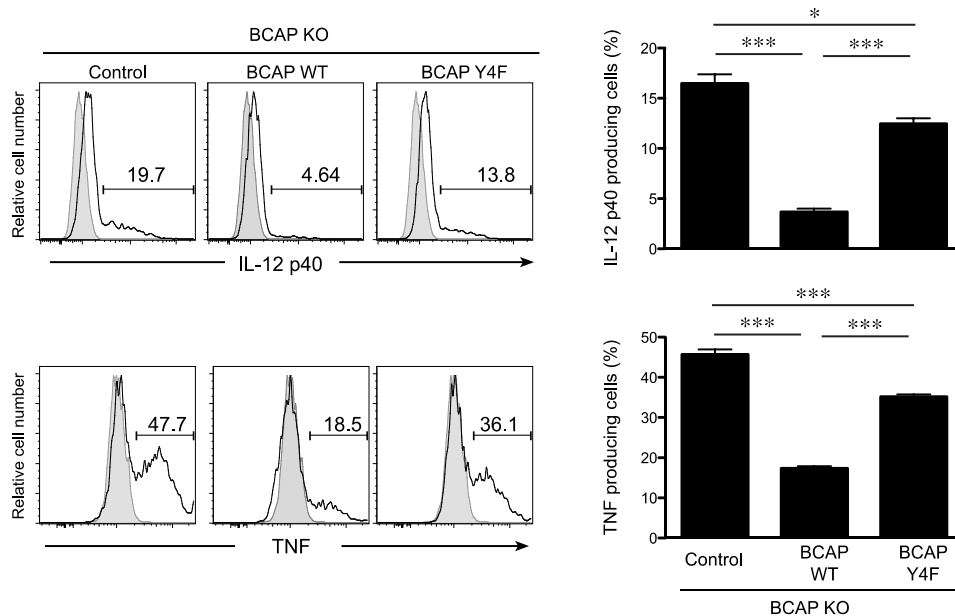 BCAP KO
Control BCAP WT BCAP Y4F
Relative cell number
19.7 4.64 13.8
IL-12 p40
Relative cell number
47.7 18.5 36.1
TNF
*
*** ***
IL-12 p40 producing cells (%)
20
15
10
5
0
***
*** ***
TNF producing cells (%)
50
40
30
20
10
0
Control BCAP WT BCAP Y4F
BCAP KO